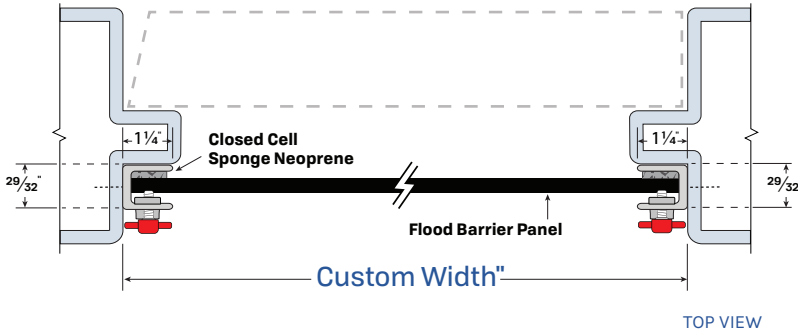 1¼"
1¼"
Closed Cell
Sponge Neoprene
29/32"
29/32"
Flood Barrier Panel
Custom Width"
TOP VIEW